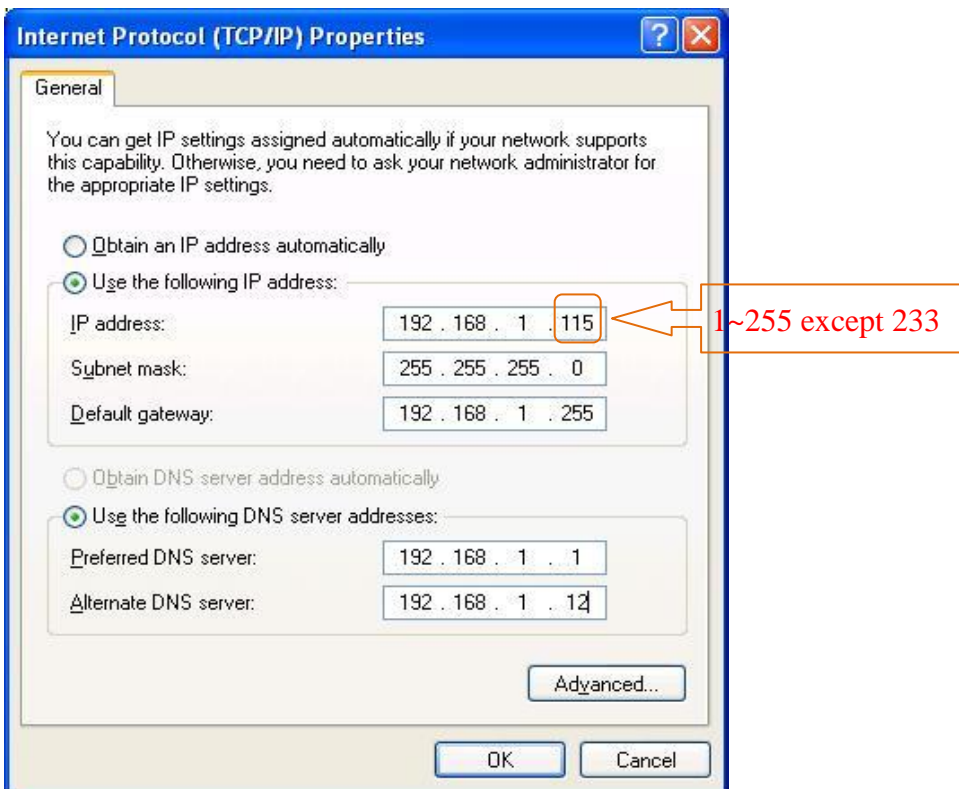 Internet Protocol (TCP/IP) Properties
General
You can get IP settings assigned automatically if your network supports
this capability. Otherwise, you need to ask your network administrator for
the appropriate IP settings.
Obtain an IP address automatically
Use the following IP address:
IP address: 192 . 168 . 1 . 115
1~255 except 233
Subnet mask: 255 . 255 . 255 . 0
Default gateway: 192 . 168 . 1 . 255
Obtain DNS server address automatically
Use the following DNS server addresses:
Preferred DNS server: 192 . 168 . 1 . 1
Alternate DNS server: 192 . 168 . 1 . 12
Advanced...
OK Cancel